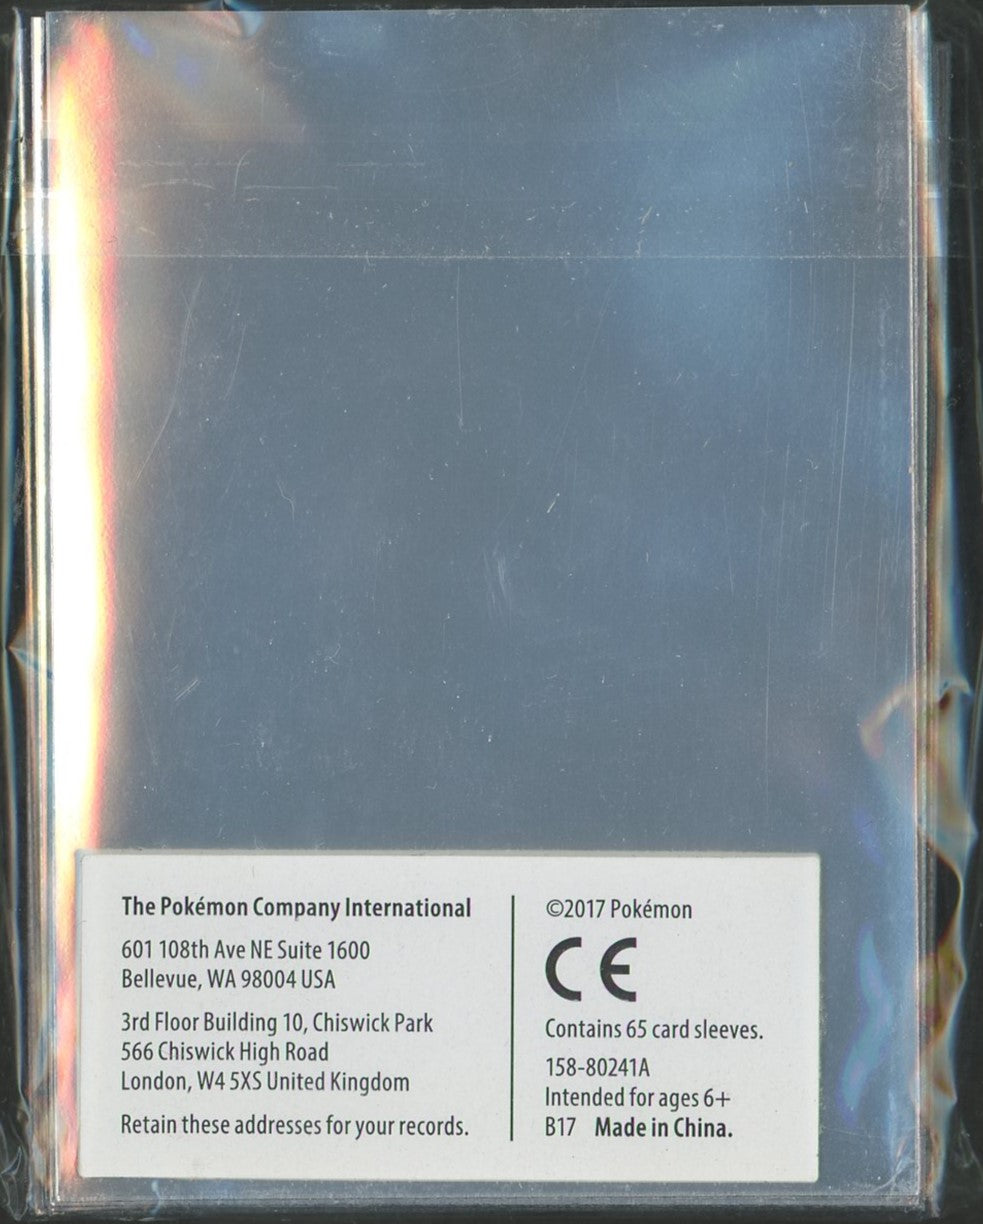 The Pokémon Company International
601 108th Ave NE Suite 1600
Bellevue, WA 98004 USA
3rd Floor Building 10, Chiswick Park
566 Chiswick High Road
London, W4 5XS United Kingdom
Retain these addresses for your records.
©2017 Pokémon
CE
Contains 65 card sleeves.
158-80241A
Intended for ages 6+
B17 Made in China.